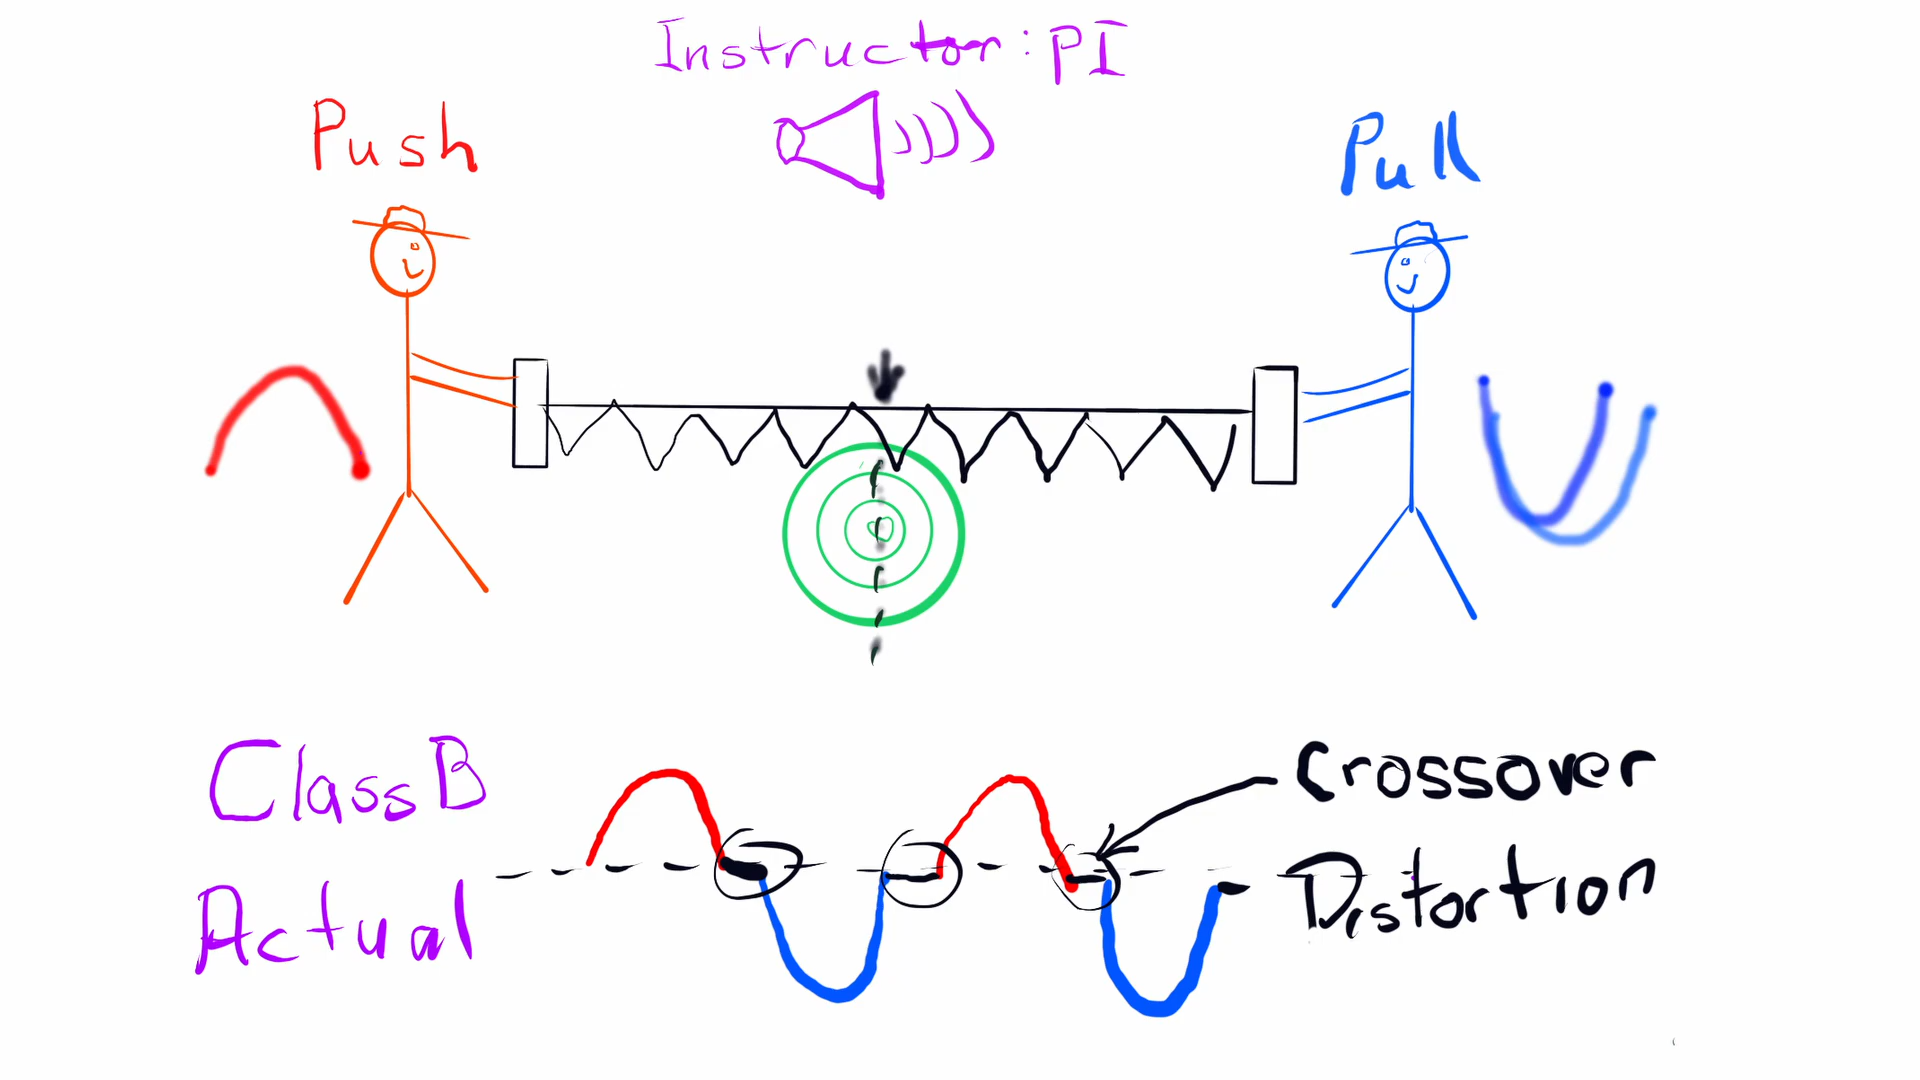 Instructor: PI
Push
Pull
Class B
Actual
Crossover
Distortion